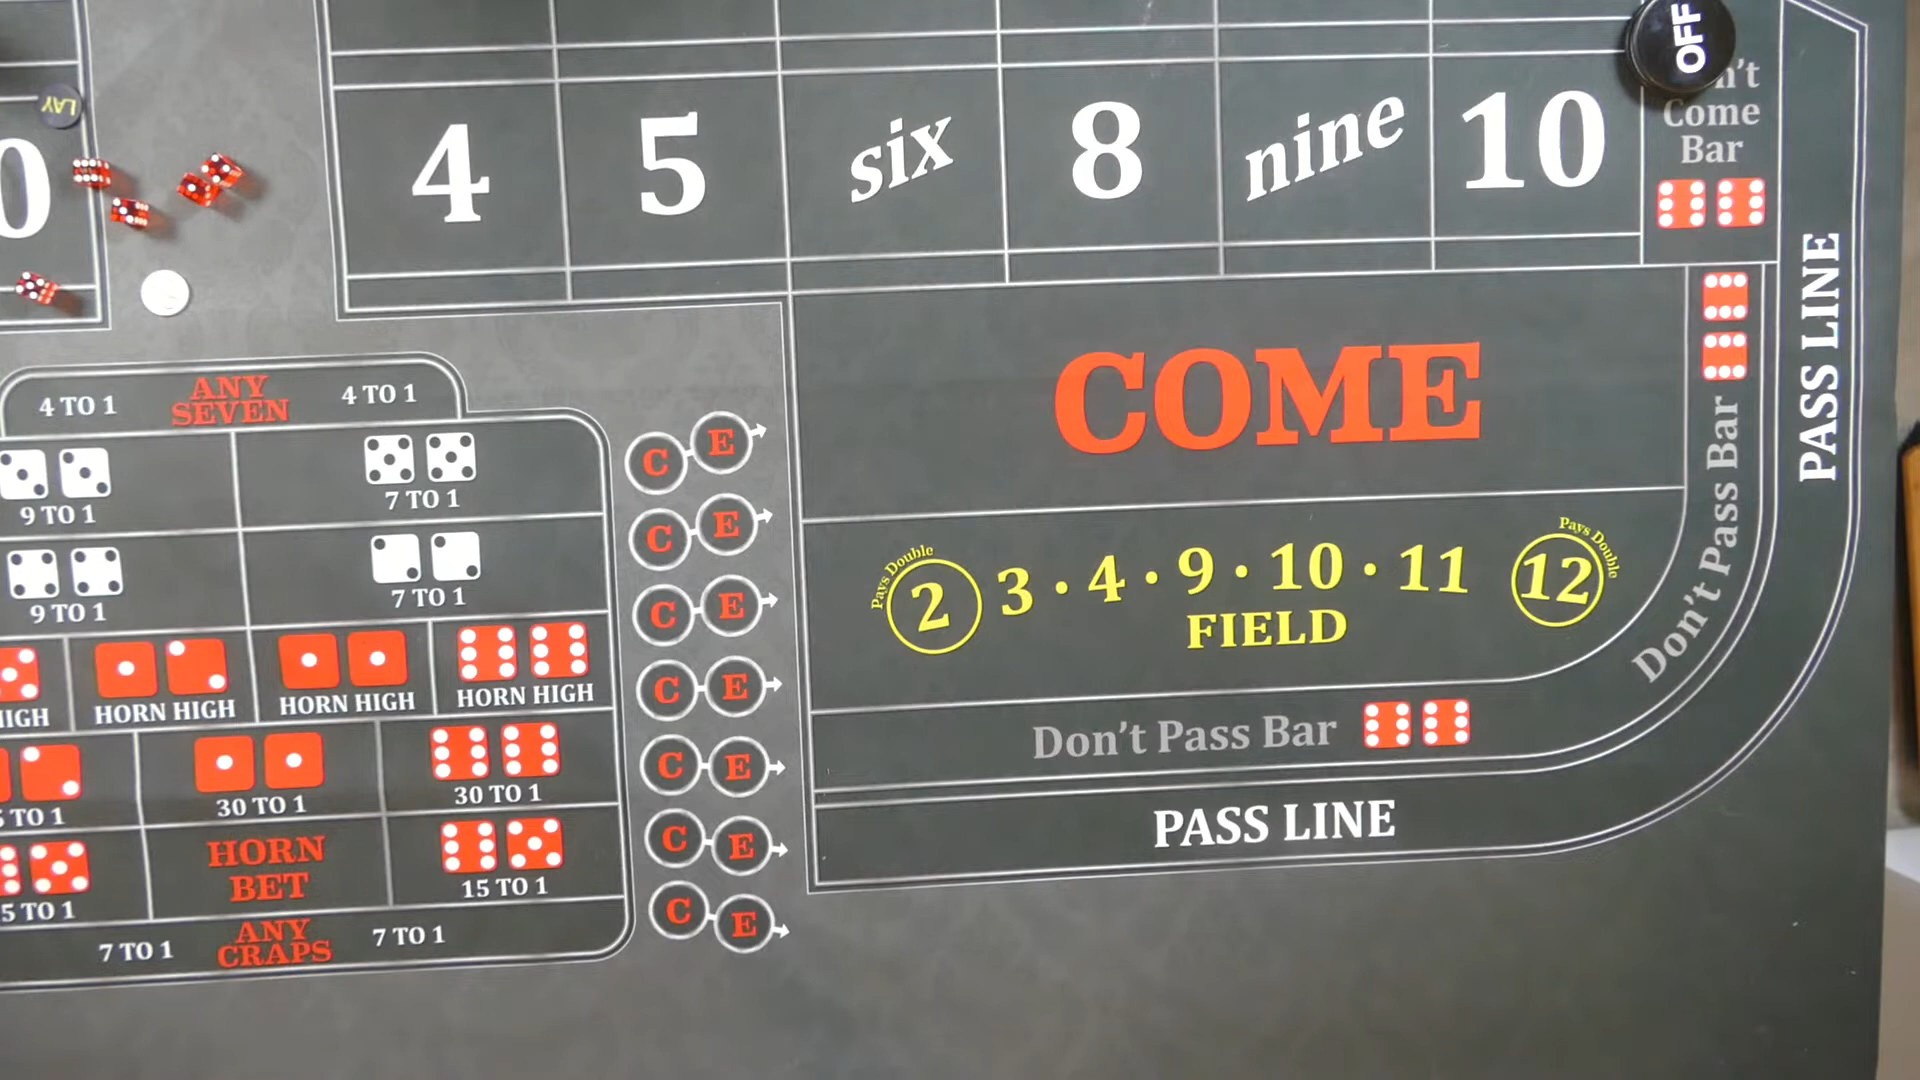 OFF
LAY
4 5 six 8 nine 10
Come
Bar
PASS LINE
COME
Don't Pass Bar
4 TO 1 ANY SEVEN 4 TO 1
9 TO 1
7 TO 1
9 TO 1
7 TO 1
HORN HIGH
HORN HIGH
HORN HIGH
30 TO 1
30 TO 1
HORN
BET
15 TO 1
7 TO 1 ANY CRAPS 7 TO 1
C E
C E
C E
C E
C E
C E
C E
Pays Double
2 3 · 4 · 9 · 10 · 11 12
Pays Double
FIELD
Don't Pass Bar
PASS LINE